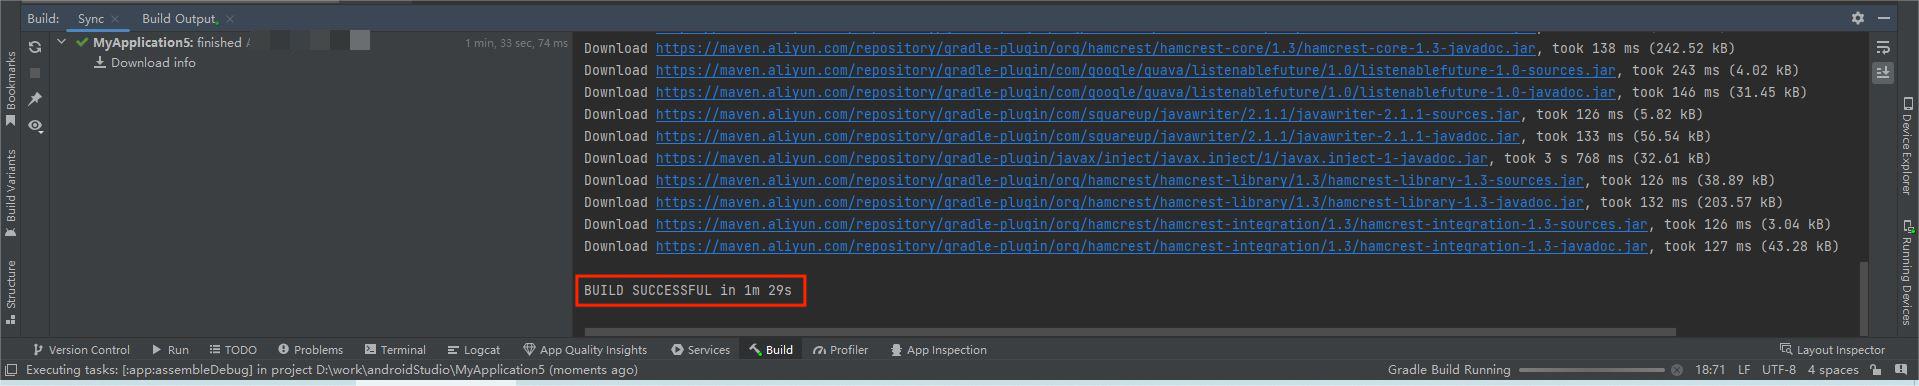 Build: Sync Build Output
MyApplication5: finished 1 min, 33 sec, 74 ms
Download info
Download https://maven.aliyun.com/repository/gradle-plugin/org/hamcrest/hamcrest-core/1.3/hamcrest-core-1.3-javadoc.jar, took 138 ms (242.52 kB)
Download https://maven.aliyun.com/repository/gradle-plugin/com/google/guava/listenablefuture/1.0/listenablefuture-1.0-sources.jar, took 243 ms (4.02 kB)
Download https://maven.aliyun.com/repository/gradle-plugin/com/google/guava/listenablefuture/1.0/listenablefuture-1.0-javadoc.jar, took 146 ms (31.45 kB)
Download https://maven.aliyun.com/repository/gradle-plugin/com/squareup/javawriter/2.1.1/javawriter-2.1.1-sources.jar, took 126 ms (5.82 kB)
Download https://maven.aliyun.com/repository/gradle-plugin/com/squareup/javawriter/2.1.1/javawriter-2.1.1-javadoc.jar, took 133 ms (56.54 kB)
Download https://maven.aliyun.com/repository/gradle-plugin/javax/inject/javax.inject/1/javax.inject-1-javadoc.jar, took 3 s 768 ms (32.61 kB)
Download https://maven.aliyun.com/repository/gradle-plugin/org/hamcrest/hamcrest-library/1.3/hamcrest-library-1.3-sources.jar, took 126 ms (38.89 kB)
Download https://maven.aliyun.com/repository/gradle-plugin/org/hamcrest/hamcrest-library/1.3/hamcrest-library-1.3-javadoc.jar, took 132 ms (203.57 kB)
Download https://maven.aliyun.com/repository/gradle-plugin/org/hamcrest/hamcrest-integration/1.3/hamcrest-integration-1.3-sources.jar, took 126 ms (3.04 kB)
Download https://maven.aliyun.com/repository/gradle-plugin/org/hamcrest/hamcrest-integration/1.3/hamcrest-integration-1.3-javadoc.jar, took 127 ms (43.28 kB)
BUILD SUCCESSFUL in 1m 29s
Bookmarks
Build Variants
Structure
Device Explorer
Running Devices
Version Control Run TODO Problems Terminal Logcat App Quality Insights Services Build Profiler App Inspection Layout Inspector
Executing tasks: [:app:assembleDebug] in project D:\work\androidStudio\MyApplication5 (moments ago) Gradle Build Running 18:71 LF UTF-8 4 spaces